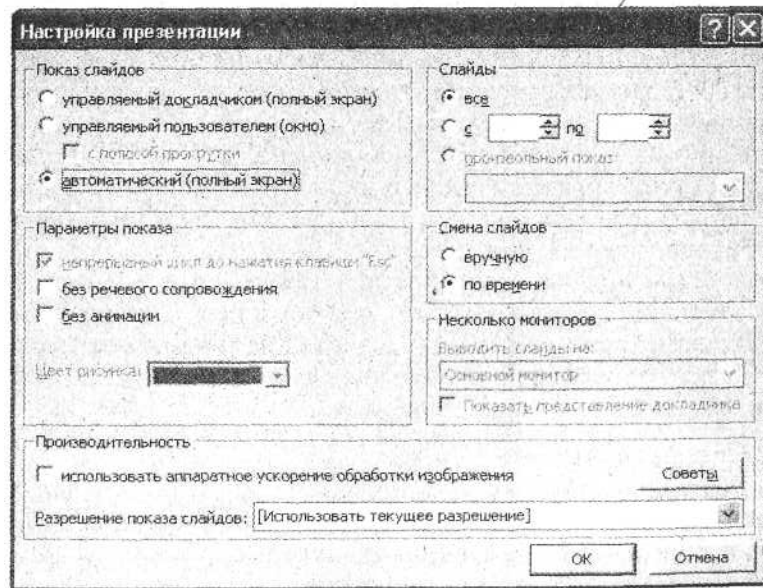 Настройка презентации
Показ слайдов
управляемый докладчиком (полный экран)
управляемый пользователем (окно)
с полосой прокрутки
автоматический (полный экран)
Параметры показа
непрерывный цикл до нажатия клавиши "Esc"
без речевого сопровождения
без анимации
Цвет рисунка:
Слайды
все
с по
произвольный показ:
Смена слайдов
вручную
по времени
Несколько мониторов
Выводить слайды на:
Основной монитор
Показать представление докладчика
Производительность
использовать аппаратное ускорение обработки изображения
Советы
Разрешение показа слайдов: [Использовать текущее разрешение]
ОК Отмена